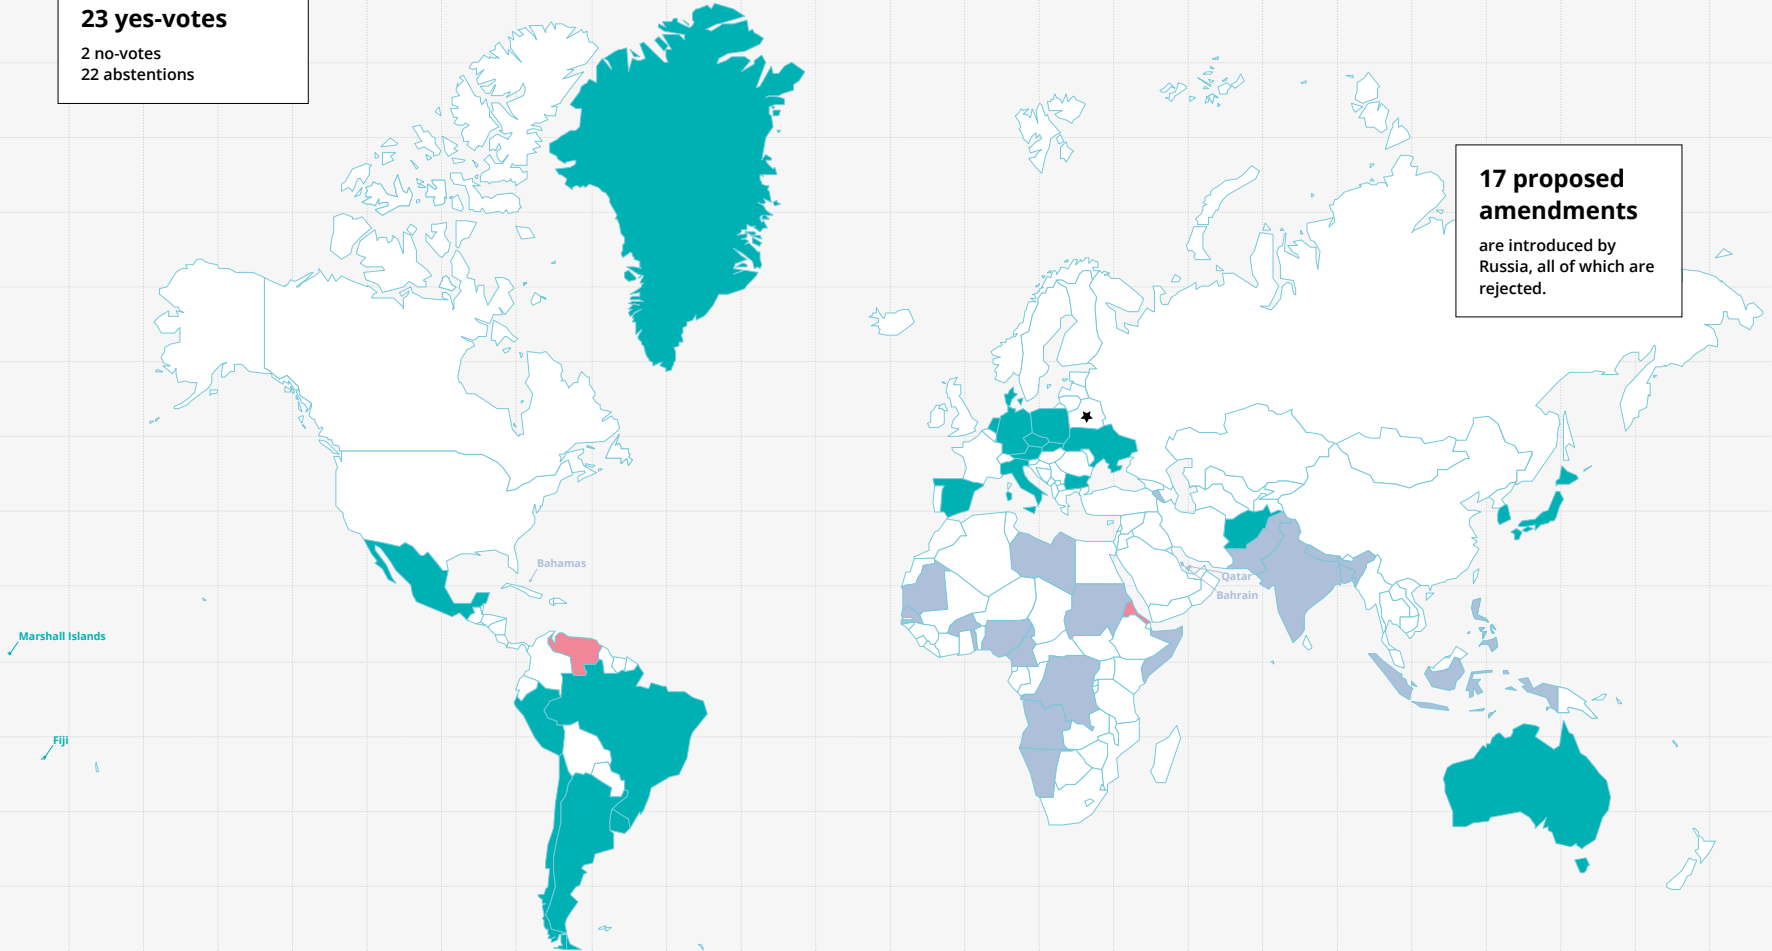 23 yes-votes
2 no-votes
22 abstentions
17 proposed
amendments
are introduced by
Russia, all of which are
rejected.
Bahamas
Qatar
Bahrain
Marshall Islands
Fiji